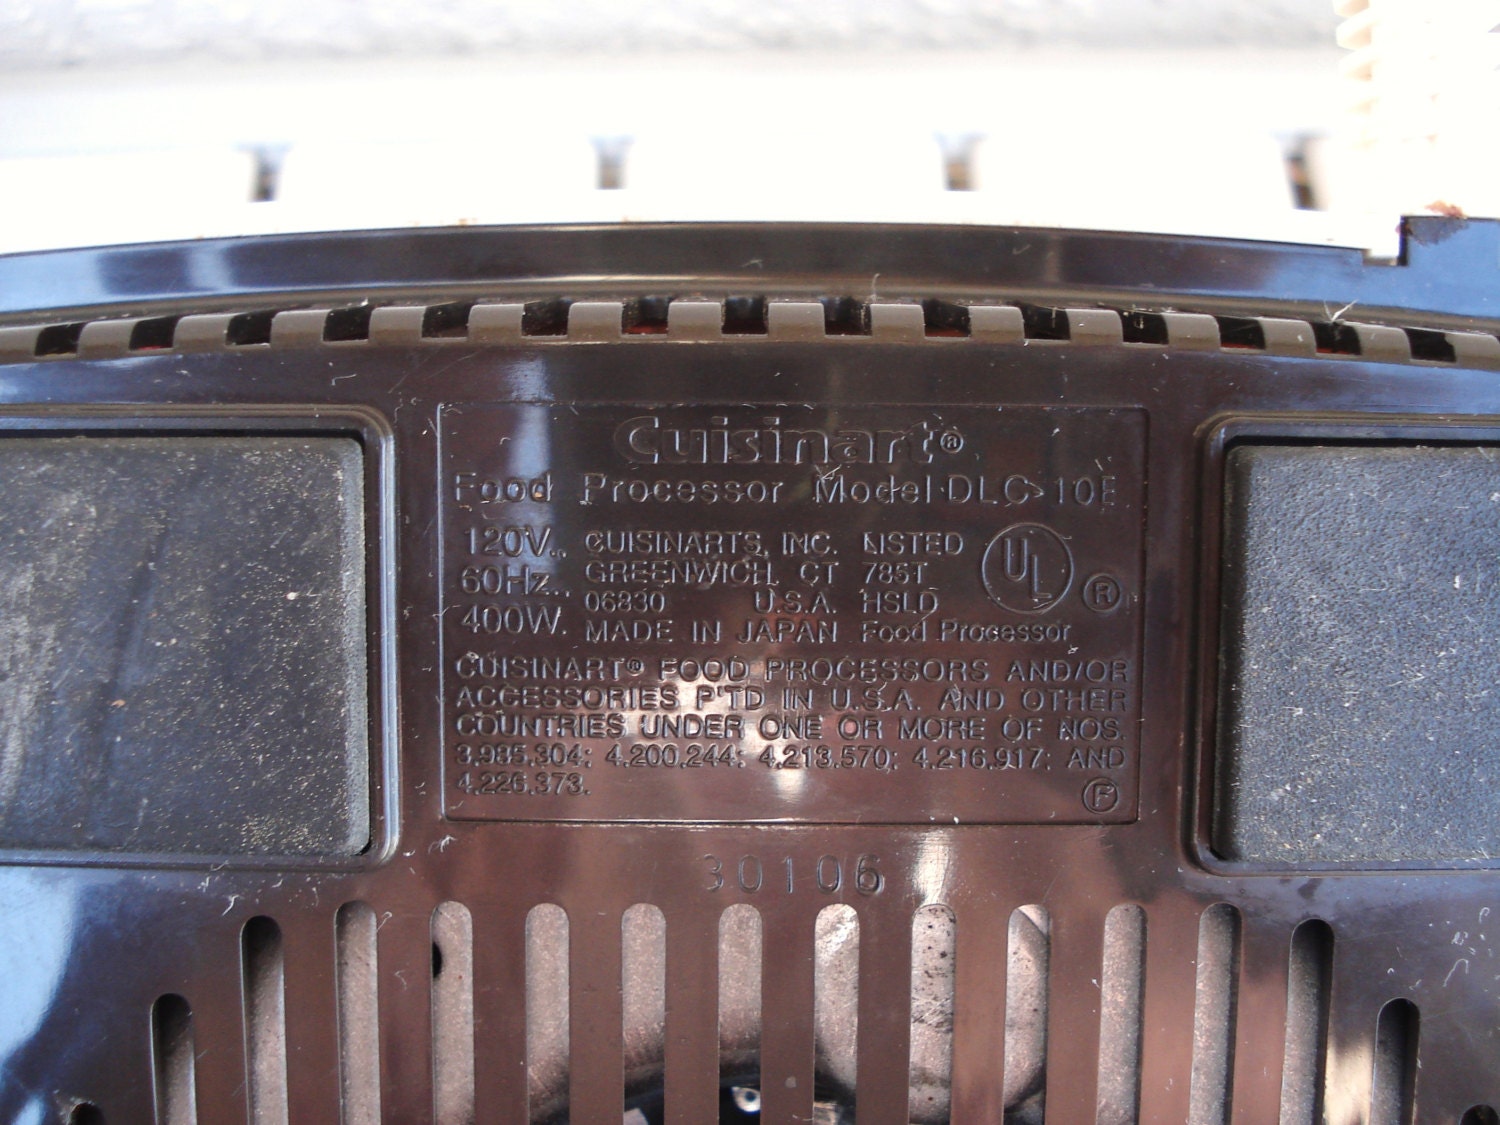 Cuisinart®
Food Processor Model DLC-10E
120V., CUISINARTS, INC. LISTED UL ®
60Hz., GREENWICH, CT 785T
400W. 06830 U.S.A. HSLD
MADE IN JAPAN Food Processor
CUISINART® FOOD PROCESSORS AND/OR
ACCESSORIES P'TD IN U.S.A. AND OTHER
COUNTRIES UNDER ONE OR MORE OF NOS.
3,985,304; 4,200,244; 4,213,570; 4,216,917; AND
4,226,373.
F
30106